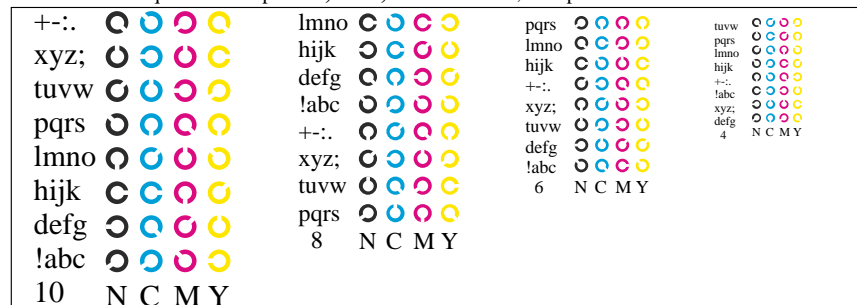 +-:.
xyz;
tuvw
pqrs
lmno
hijk
defg
!abc
10 N C M Y
lmno
hijk
defg
!abc
+-:.
xyz;
tuvw
pqrs
8 N C M Y
pqrs
lmno
hijk
+-:.
xyz;
tuvw
defg
!abc
6 N C M Y
tuvw
pqrs
lmno
hijk
+-:.
!abc
xyz;
defg
4 N C M Y